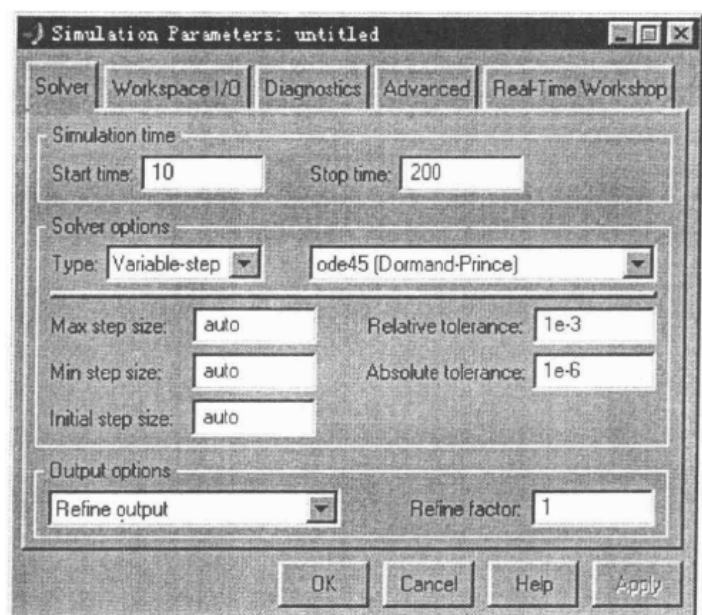 Simulation Parameters: untitled
Solver Workspace I/O Diagnostics Advanced Real-Time Workshop
Simulation time
Start time: 10 Stop time: 200
Solver options
Type: Variable-step ode45 (Dormand-Prince)
Max step size: auto Relative tolerance: 1e-3
Min step size: auto Absolute tolerance: 1e-6
Initial step size: auto
Output options
Refine output Refine factor: 1
OK Cancel Help Apply